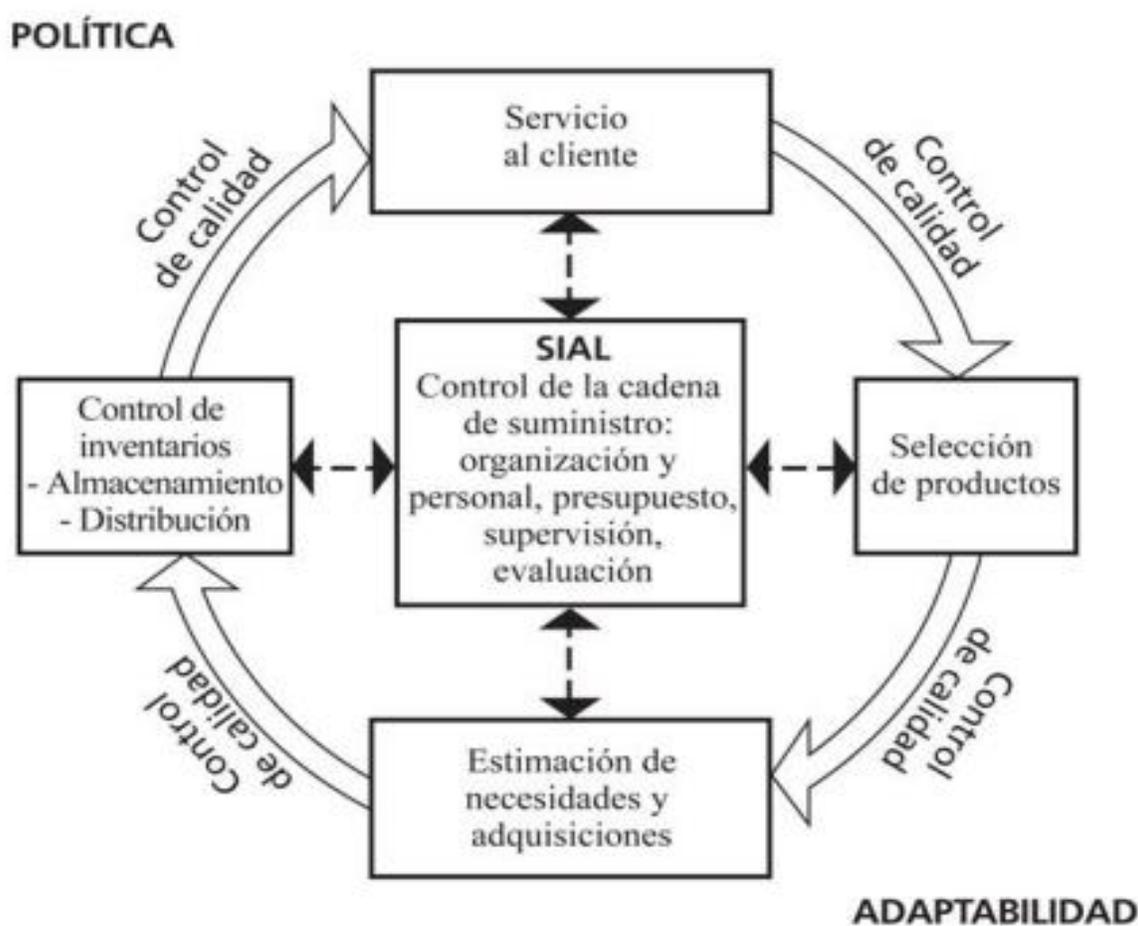 POLÍTICA
Servicio
al cliente
Control
de calidad
Control
de calidad
SIAL
Control de la cadena
de suministro:
organización y
personal, presupuesto,
supervisión,
evaluación
Control de
inventarios
- Almacenamiento
- Distribución
Selección
de productos
Control
de calidad
Control
de calidad
Estimación de
necesidades y
adquisiciones
ADAPTABILIDAD